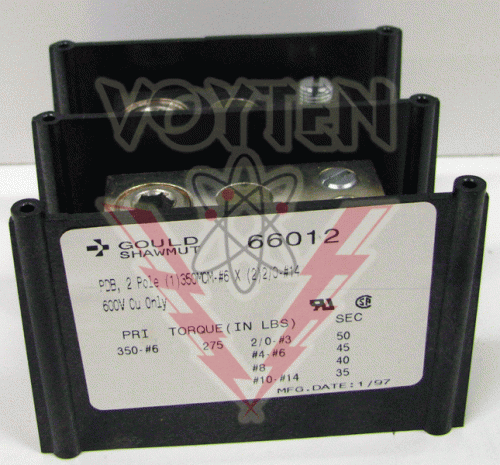 VOYTEN
GOULD SHAWMUT 66012
PDB, 2 Pole (1)350MCM-#6 X (2)2/0-#14
600V Cu Only
PRI TORQUE(IN LBS) SEC
350-#6 275 2/0-#3 50
#4-#6 45
#8 40
#10-#14 35
MFG.DATE:1/97